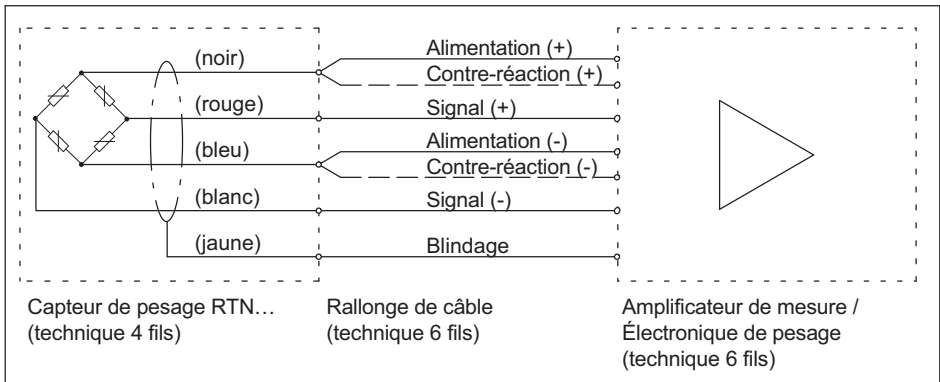 (noir)
Alimentation (+)
Contre-réaction (+)
(rouge)
Signal (+)
(bleu)
Alimentation (-)
Contre-réaction (-)
(blanc)
Signal (-)
(jaune)
Blindage
Capteur de pesage RTN…
(technique 4 fils)
Rallonge de câble
(technique 6 fils)
Amplificateur de mesure /
Électronique de pesage
(technique 6 fils)